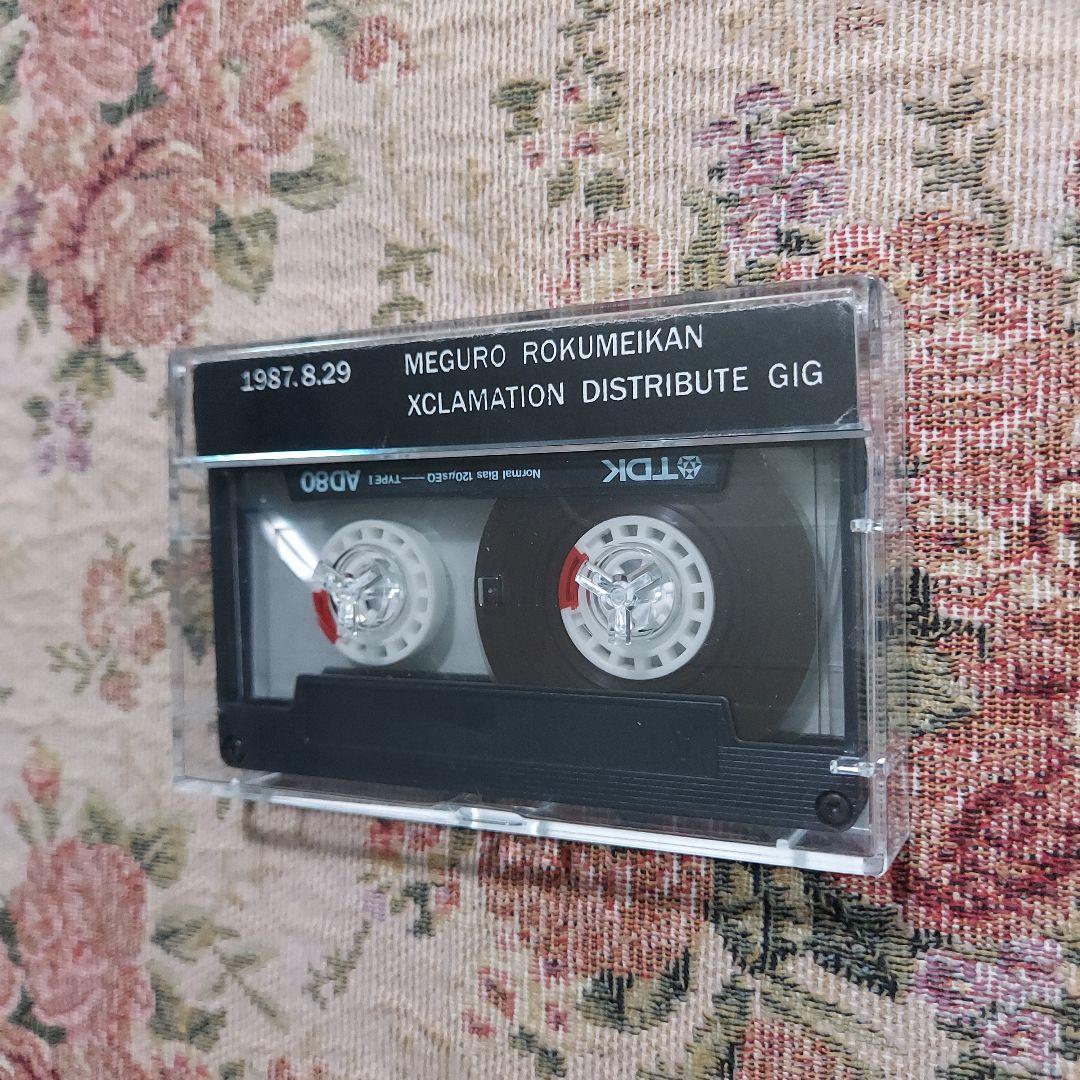 1987.8.29
MEGURO ROKUMEIKAN
XCLAMATION DISTRIBUTE GIG
TDK
Normal Bias 120µsEQ — TYPE I AD80